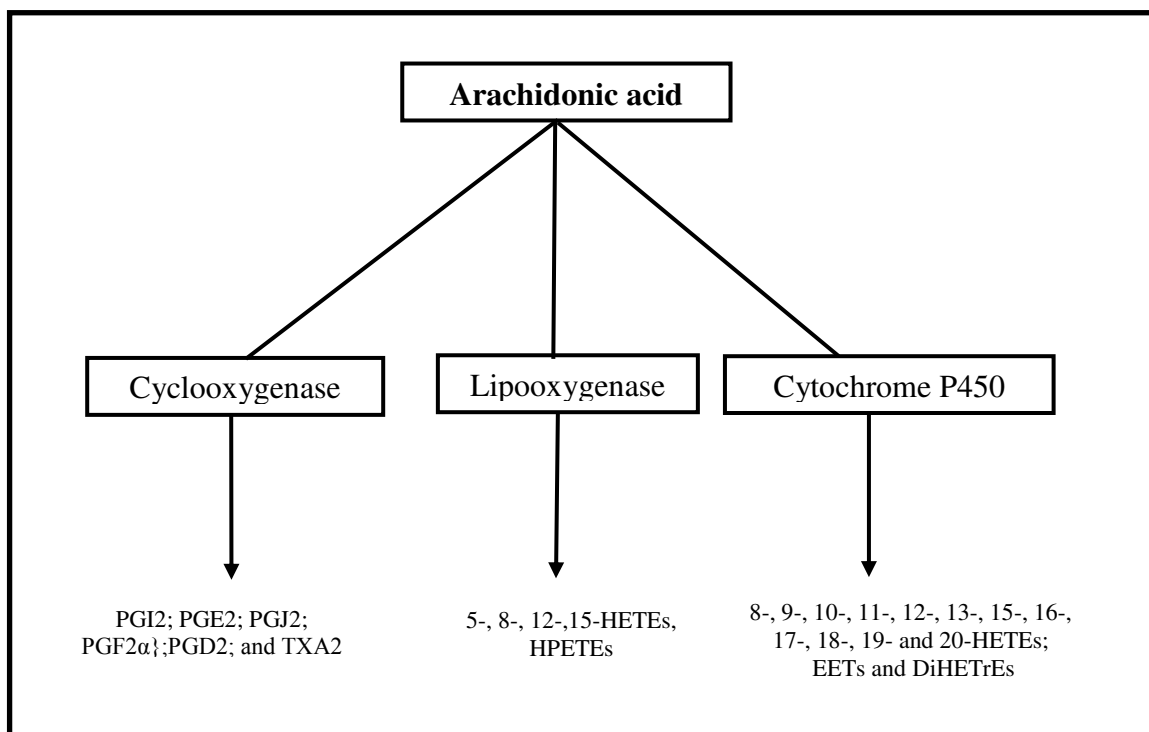 Arachidonic acid
Cyclooxygenase
Lipooxygenase
Cytochrome P450
PGI2; PGE2; PGJ2;
PGF2α};PGD2; and TXA2
5-, 8-, 12-,15-HETEs,
HPETEs
8-, 9-, 10-, 11-, 12-, 13-, 15-, 16-,
17-, 18-, 19- and 20-HETEs;
EETs and DiHETrEs